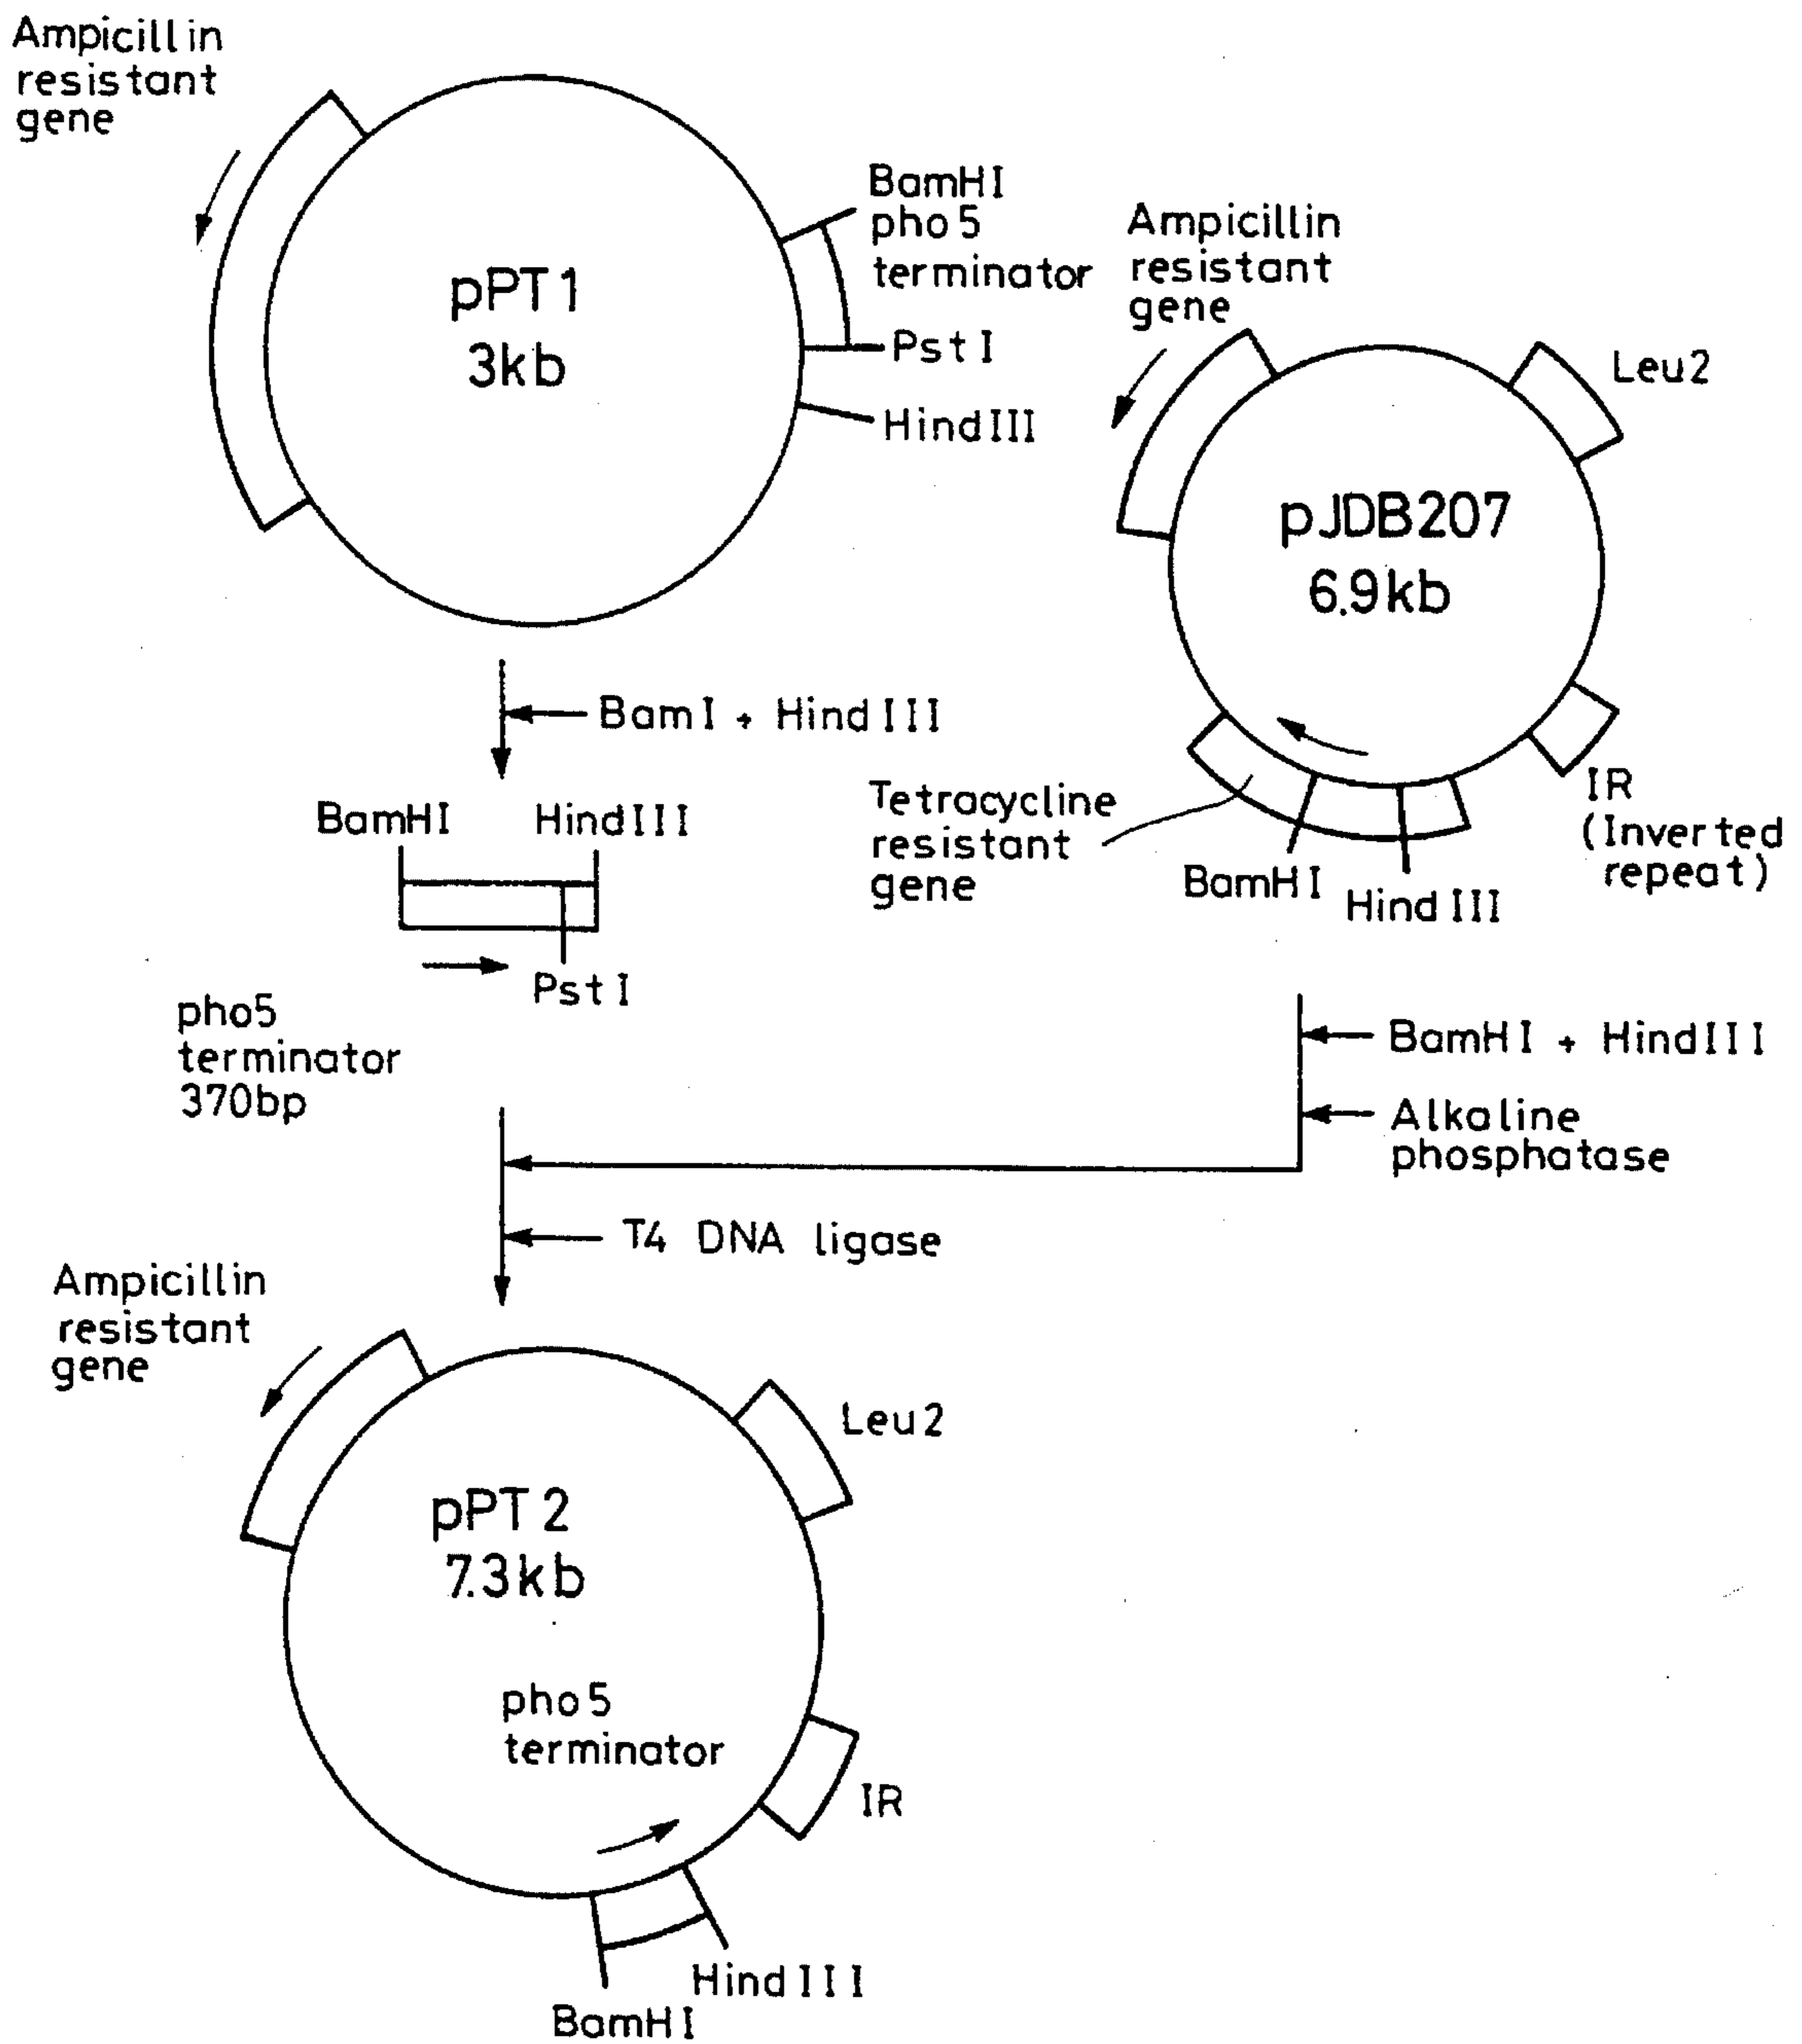 Ampicillin
resistant
gene
pPT1
3kb
BamHI
pho5
terminator
PstI
HindIII
Ampicillin
resistant
gene
Leu2
pJDB207
6.9kb
IR
(Inverted
repeat)
Tetracycline
resistant
gene
BamHI
HindIII
BamI + HindIII
BamHI
HindIII
PstI
pho5
terminator
370bp
BamHI + HindIII
Alkaline
phosphatase
T4 DNA ligase
Ampicillin
resistant
gene
Leu2
pPT2
7.3kb
pho5
terminator
IR
HindIII
BamHI